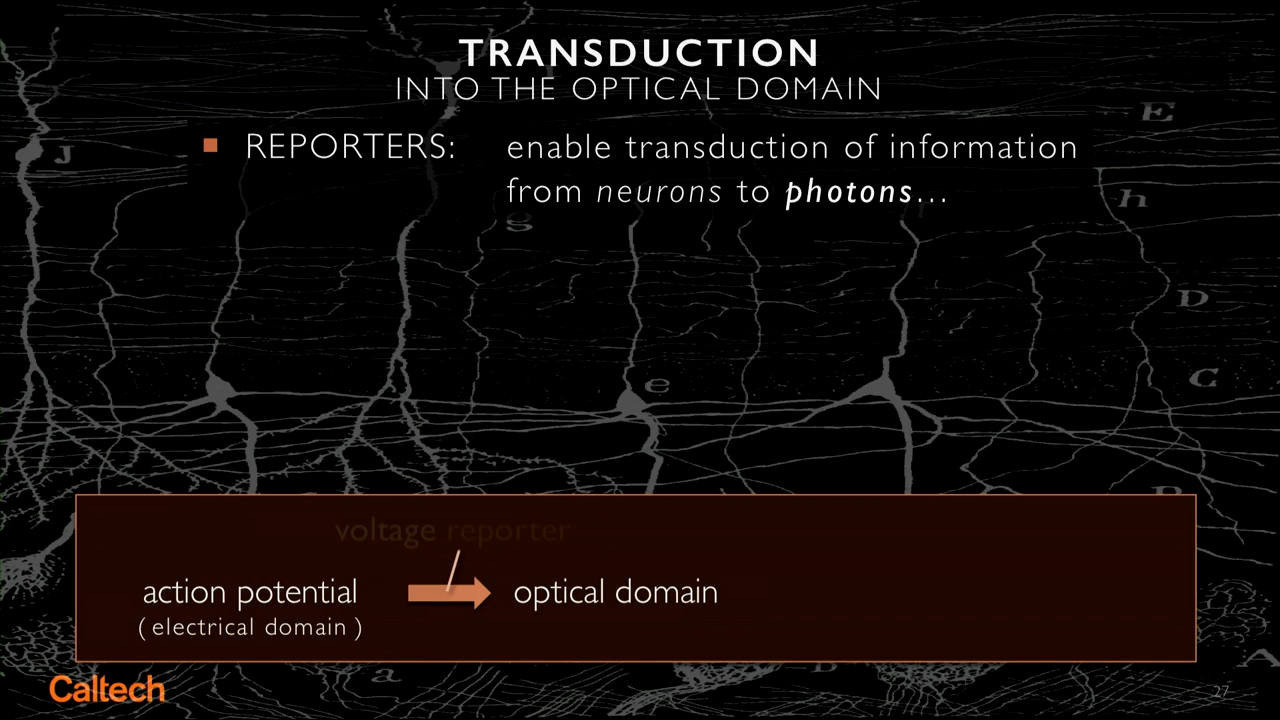 TRANSDUCTION
INTO THE OPTICAL DOMAIN
E
J
■ REPORTERS: enable transduction of information
from neurons to photons...
h
g
D
C
e
voltage reporter
action potential optical domain
( electrical domain )
a
A
Caltech
27